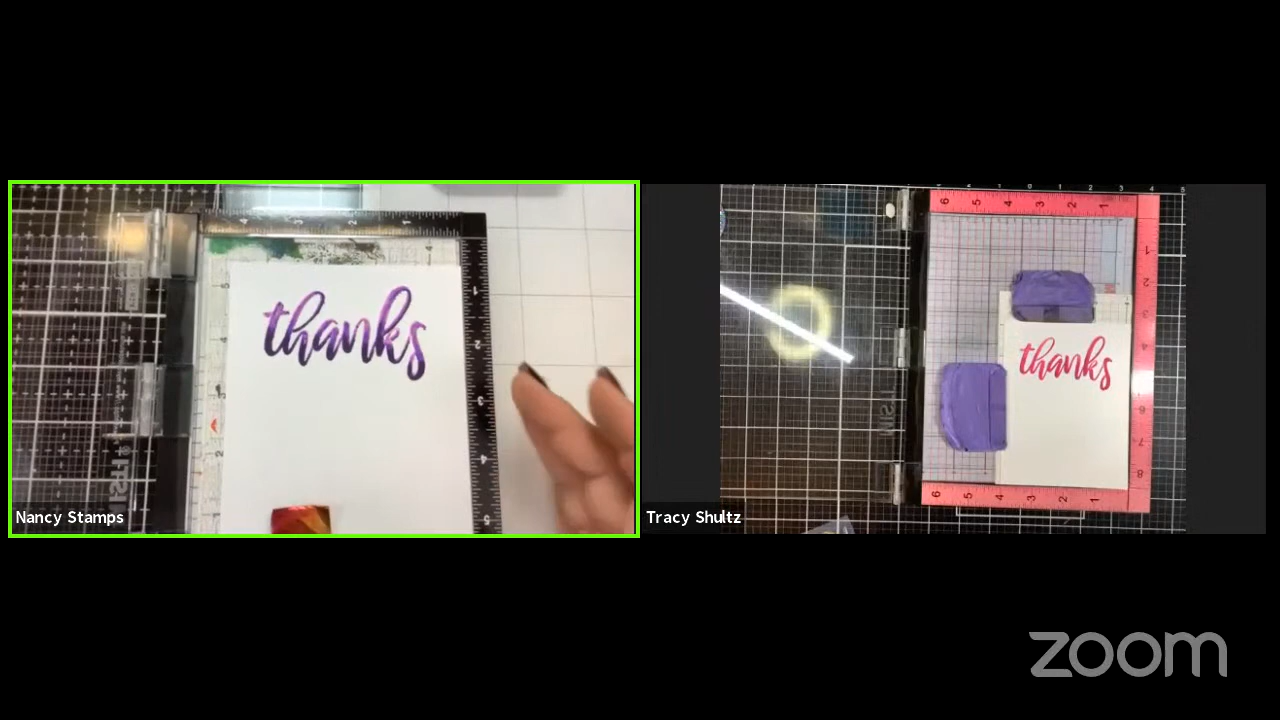 thanks
Nancy Stamps
thanks
Tracy Shultz
zoom